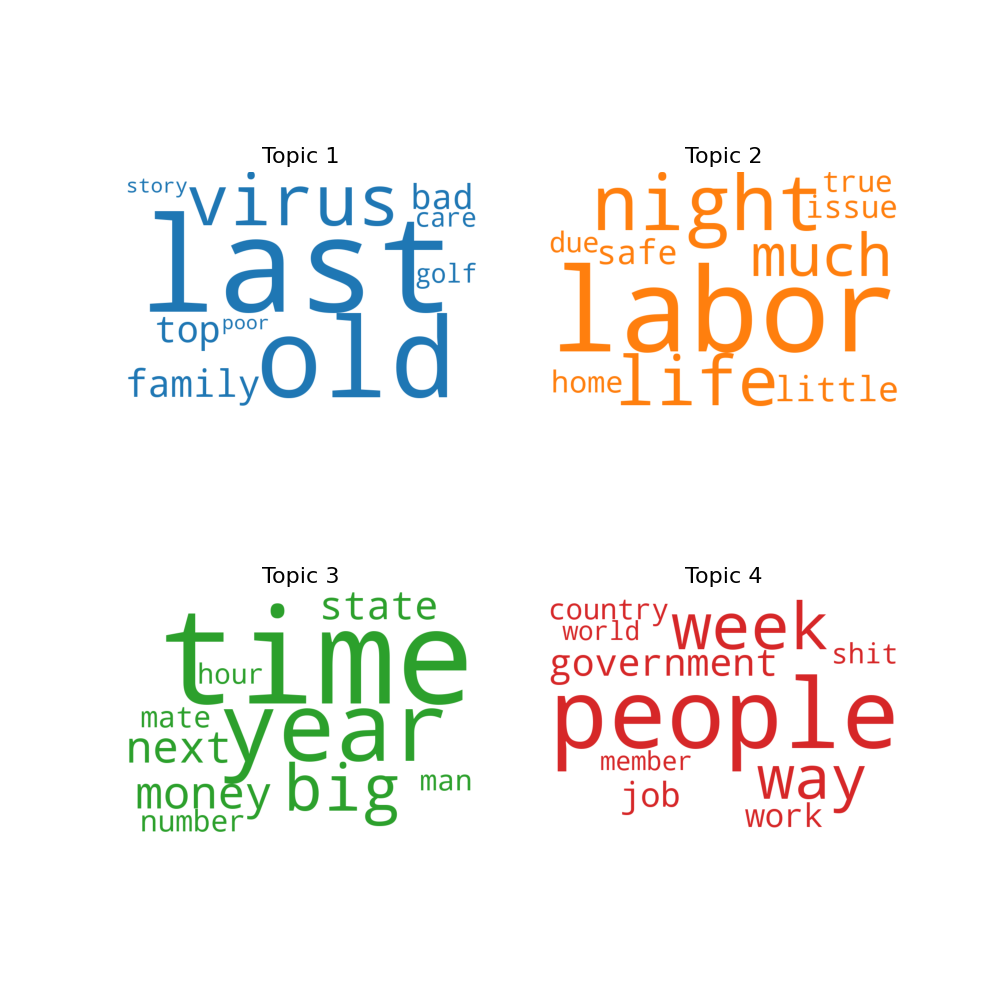 Topic 1
story
virus
bad
care
last
golf
top
poor
old
family
Topic 2
night
true
issue
due
safe
much
labor
home
life
little
Topic 3
state
time
hour
mate
year
next
big
man
money
number
Topic 4
country
week
world
shit
government
people
member
way
job
work